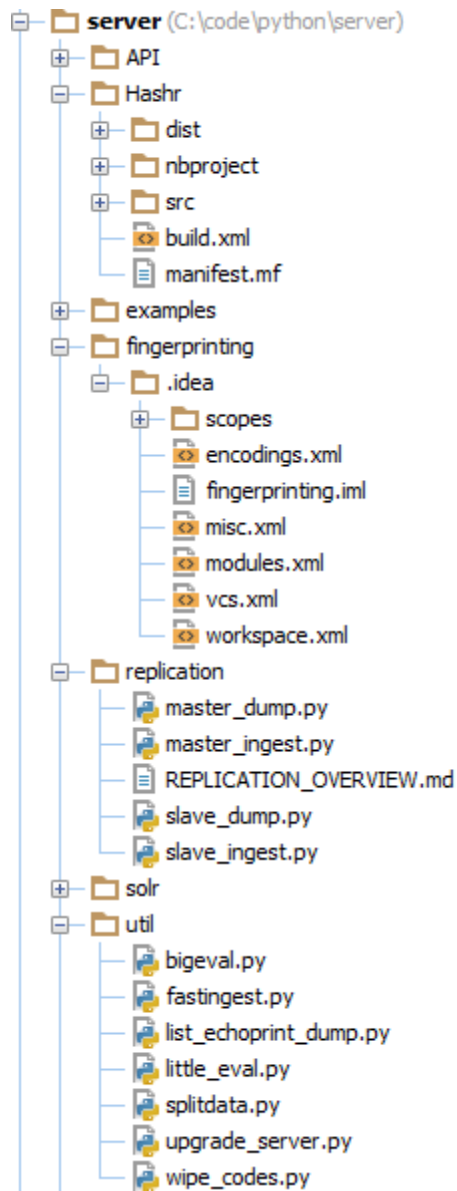 server (C:\code\python\server)
API
Hashr
dist
nbproject
src
build.xml
manifest.mf
examples
fingerprinting
.idea
scopes
encodings.xml
fingerprinting.iml
misc.xml
modules.xml
vcs.xml
workspace.xml
replication
master_dump.py
master_ingest.py
REPLICATION_OVERVIEW.md
slave_dump.py
slave_ingest.py
solr
util
bigeval.py
fastingest.py
list_echoprint_dump.py
little_eval.py
splitdata.py
upgrade_server.py
wipe_codes.py